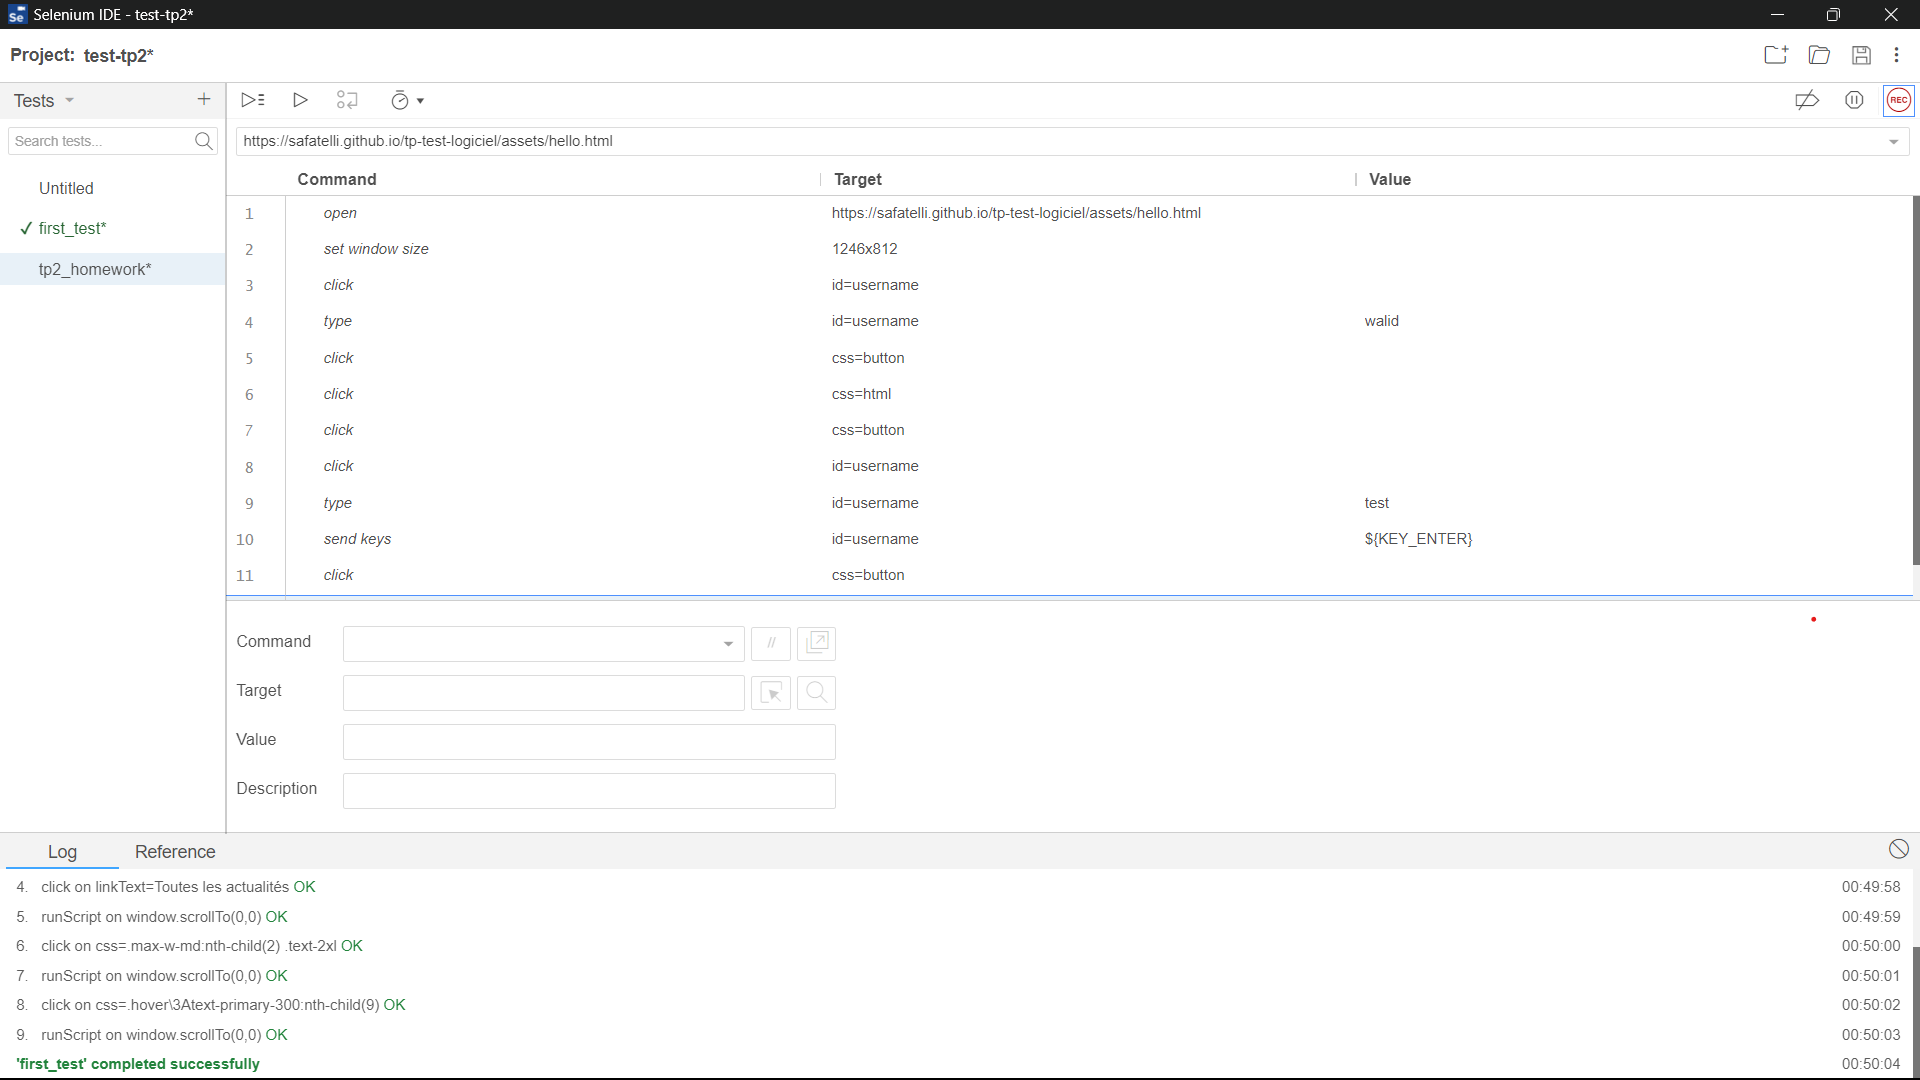 Selenium IDE - test-tp2*
Project: test-tp2*
Tests
Search tests...
Untitled
✓ first_test*
tp2_homework*
REC
https://safatelli.github.io/tp-test-logiciel/assets/hello.html
Command Target Value
1 open https://safatelli.github.io/tp-test-logiciel/assets/hello.html
2 set window size 1246x812
3 click id=username
4 type id=username walid
5 click css=button
6 click css=html
7 click css=button
8 click id=username
9 type id=username test
10 send keys id=username ${KEY_ENTER}
11 click css=button
Command //
Target
Value
Description
Log Reference
4. click on linkText=Toutes les actualités OK 00:49:58
5. runScript on window.scrollTo(0,0) OK 00:49:59
6. click on css=.max-w-md:nth-child(2) .text-2xl OK 00:50:00
7. runScript on window.scrollTo(0,0) OK 00:50:01
8. click on css=.hover\3Atext-primary-300:nth-child(9) OK 00:50:02
9. runScript on window.scrollTo(0,0) OK 00:50:03
'first_test' completed successfully 00:50:04